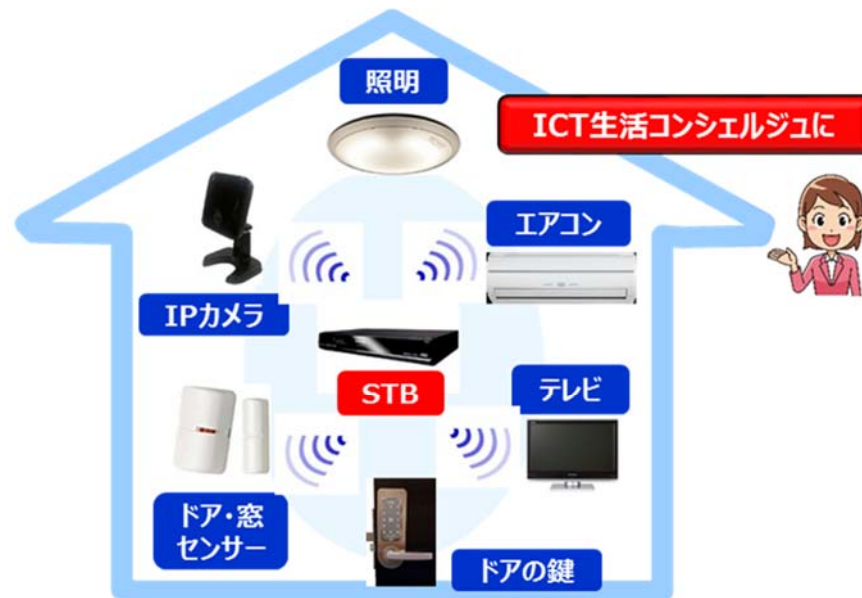 照明
ICT生活コンシェルジュに
エアコン
IPカメラ
STB
テレビ
ドア・窓
センサー
ドアの鍵